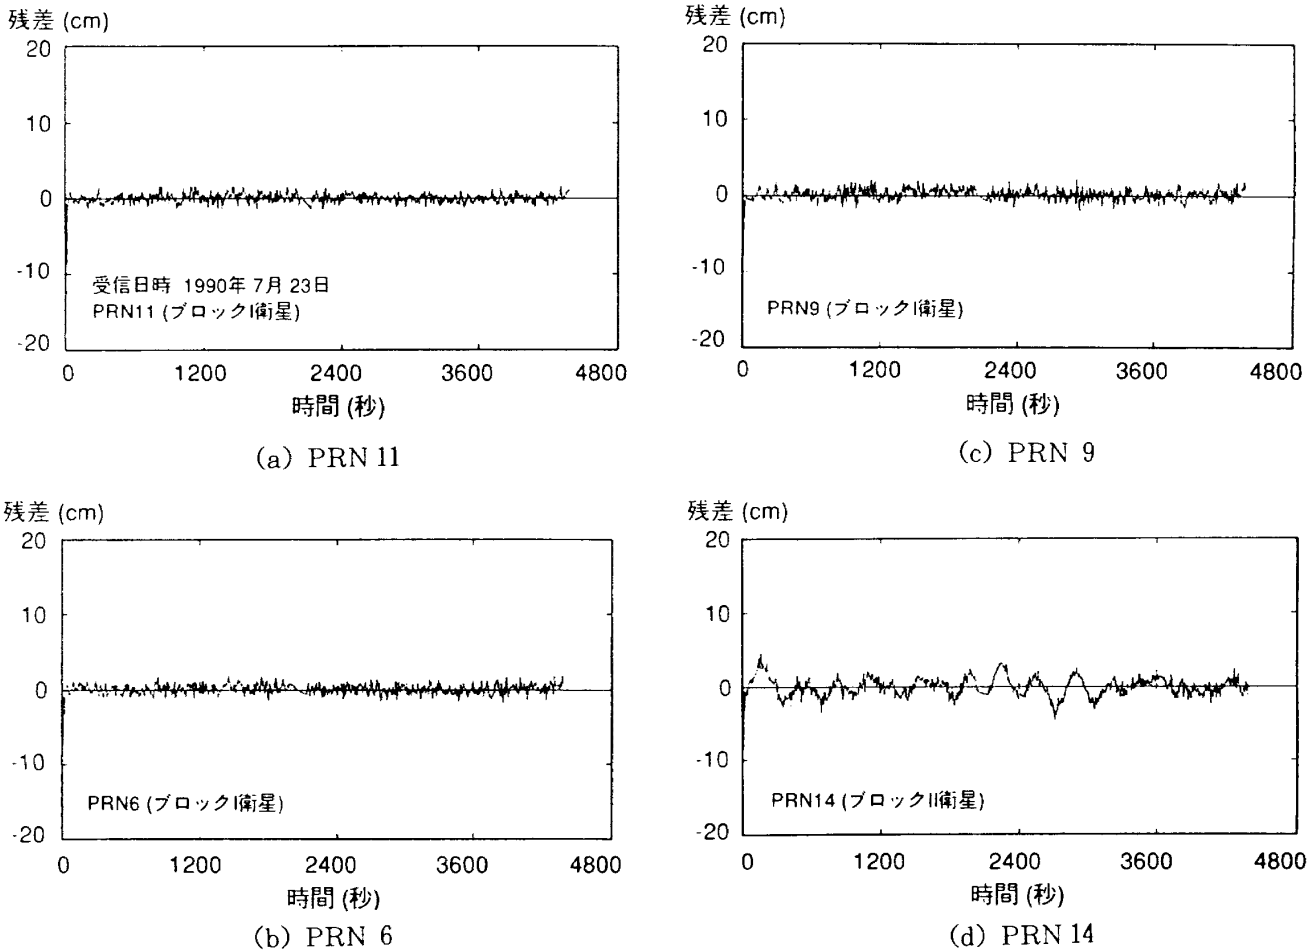 残差 (cm)
20
10
0
-10
-20
受信日時 1990年 7月 23日
PRN11 (ブロックI衛星)
0 1200 2400 3600 4800
時間 (秒)
(a) PRN 11
残差 (cm)
20
10
0
-10
-20
PRN9 (ブロックI衛星)
0 1200 2400 3600 4800
時間 (秒)
(c) PRN 9
残差 (cm)
20
10
0
-10
-20
PRN6 (ブロックI衛星)
0 1200 2400 3600 4800
時間 (秒)
(b) PRN 6
残差 (cm)
20
10
0
-10
-20
PRN14 (ブロックII衛星)
0 1200 2400 3600 4800
時間 (秒)
(d) PRN 14